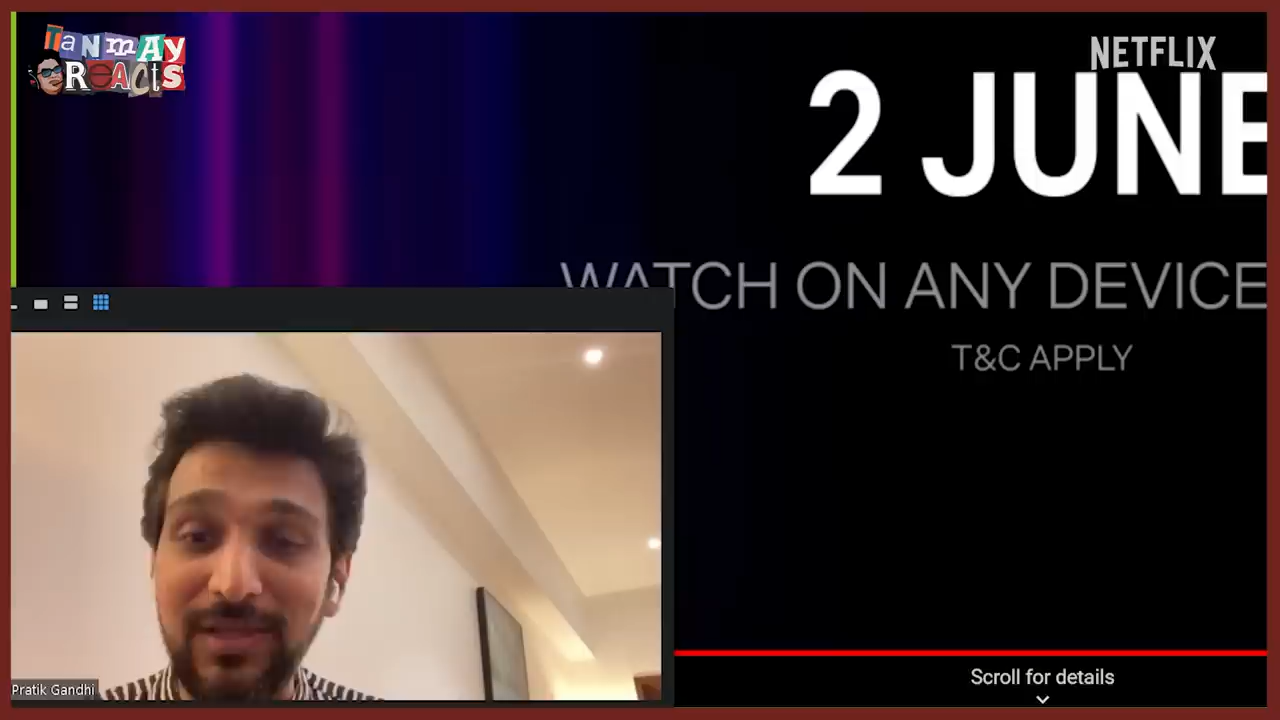 TaNmAy
REActs
NETFLIX
2 JUNE
WATCH ON ANY DEVICE
T&C APPLY
Pratik Gandhi
Scroll for details